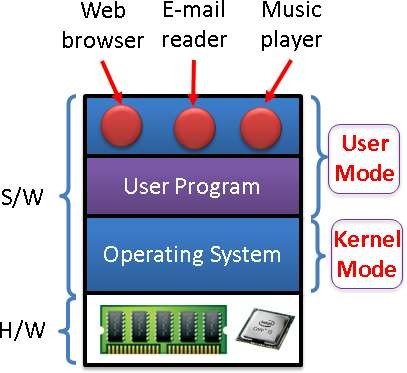 Web
browser
E-mail
reader
Music
player
User
Mode
User Program
S/W
Operating System
Kernel
Mode
H/W